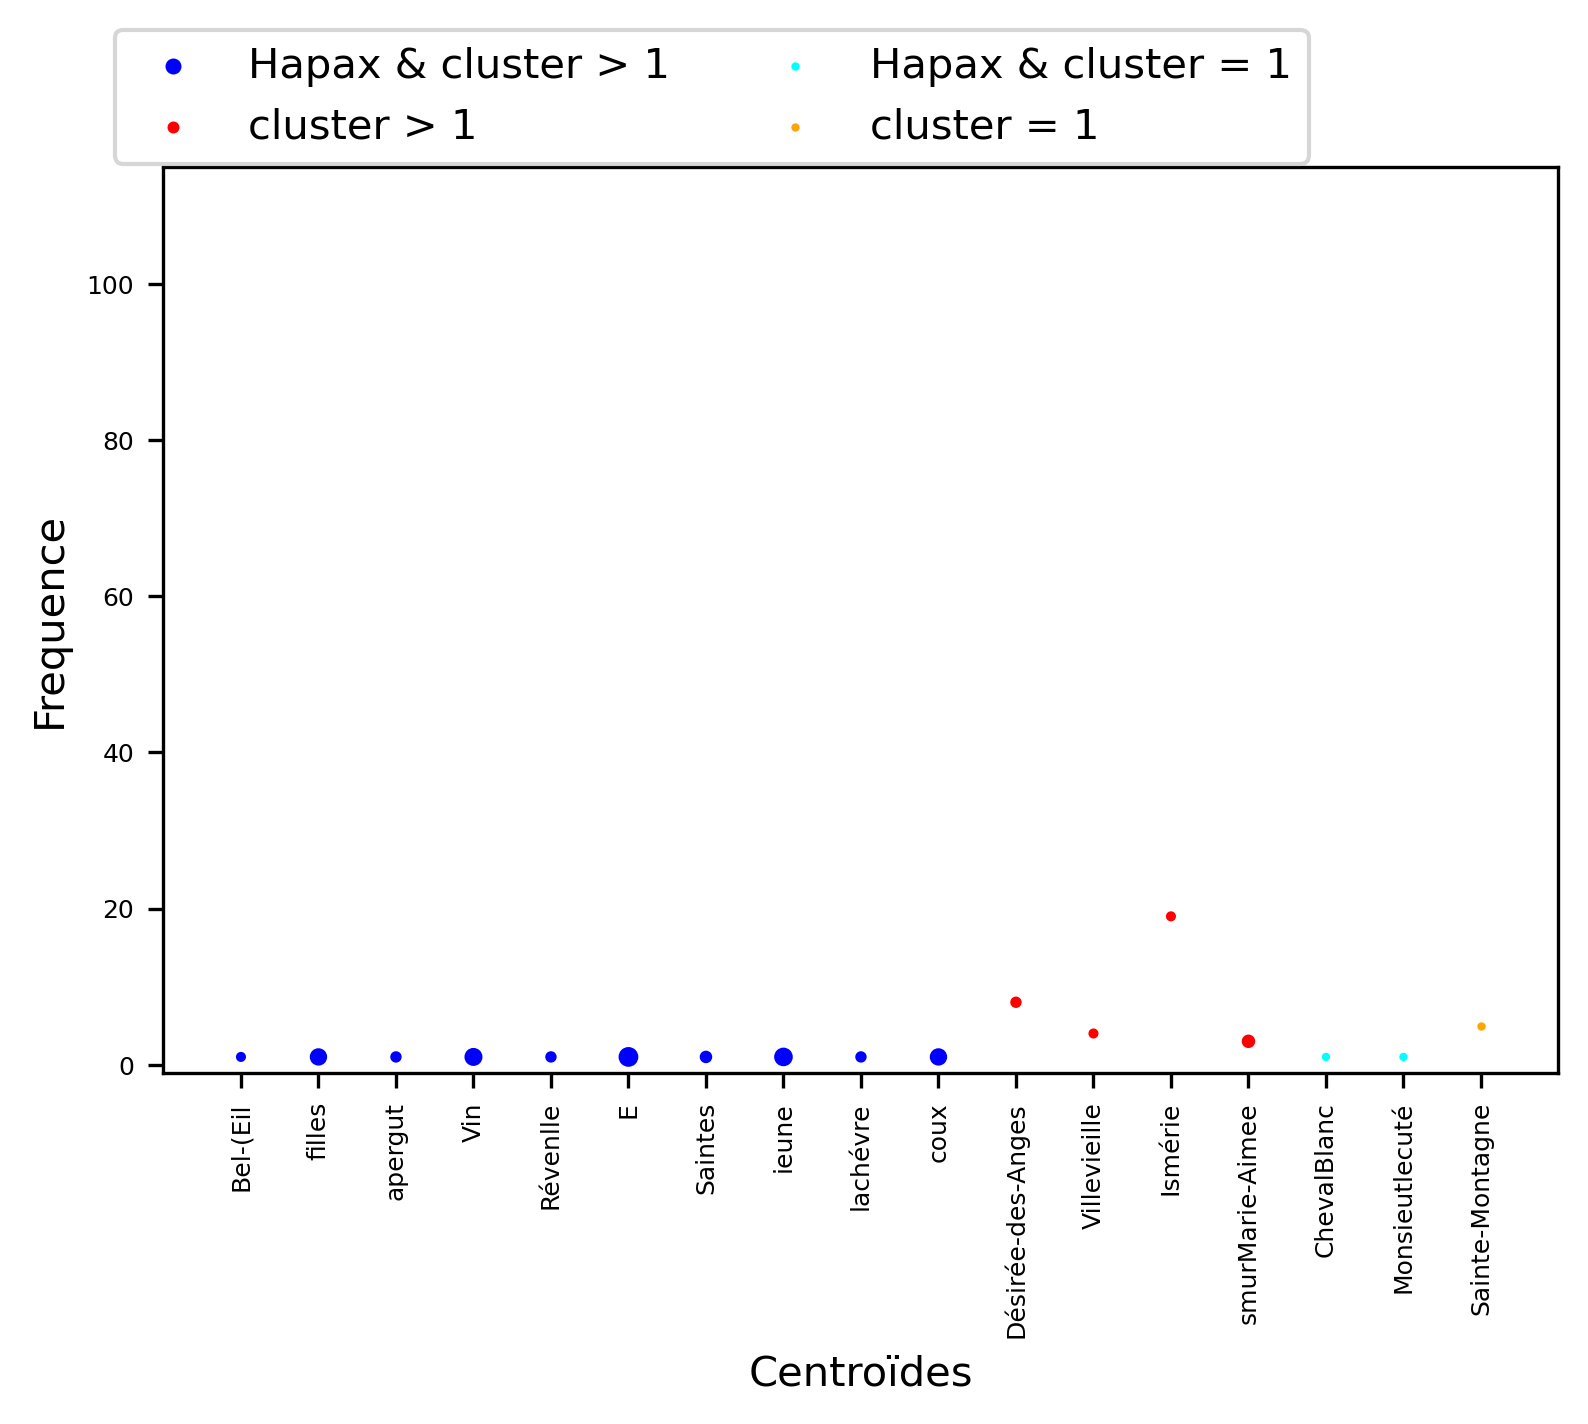 Hapax & cluster > 1
Hapax & cluster = 1
cluster > 1
cluster = 1
100
80
60
40
20
0
Frequence
Bel-(Eil
filles
apergut
Vin
Révenlle
E
Saintes
ieune
lachévre
coux
Désirée-des-Anges
Villevieille
Ismérie
smurMarie-Aimee
ChevalBlanc
Monsieutlecuté
Sainte-Montagne
Centroïdes